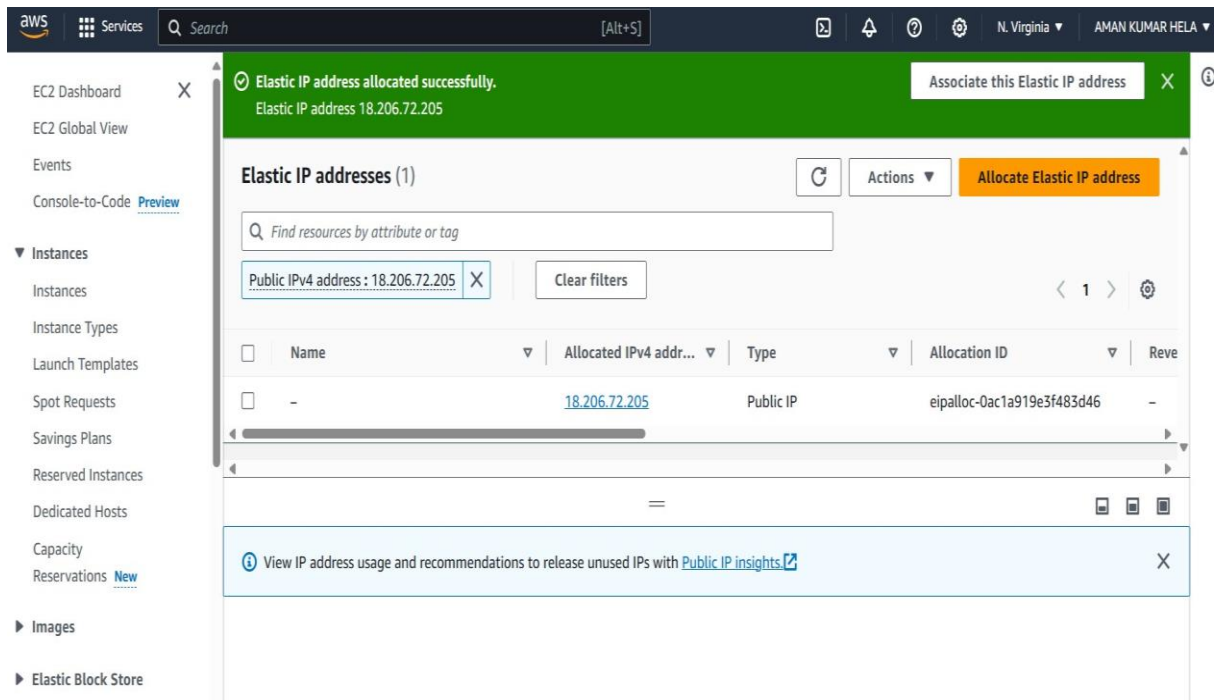 aws Services Search [Alt+S] N. Virginia AMAN KUMAR HELA
EC2 Dashboard
EC2 Global View
Events
Console-to-Code Preview
Instances
Instances
Instance Types
Launch Templates
Spot Requests
Savings Plans
Reserved Instances
Dedicated Hosts
Capacity
Reservations New
Images
Elastic Block Store
Elastic IP address allocated successfully.
Elastic IP address 18.206.72.205
Associate this Elastic IP address
Elastic IP addresses (1)
Actions
Allocate Elastic IP address
Find resources by attribute or tag
Public IPv4 address : 18.206.72.205
Clear filters
1
Name Allocated IPv4 addr... Type Allocation ID Reve
– 18.206.72.205 Public IP eipalloc-0ac1a919e3f483d46 –
View IP address usage and recommendations to release unused IPs with Public IP insights.